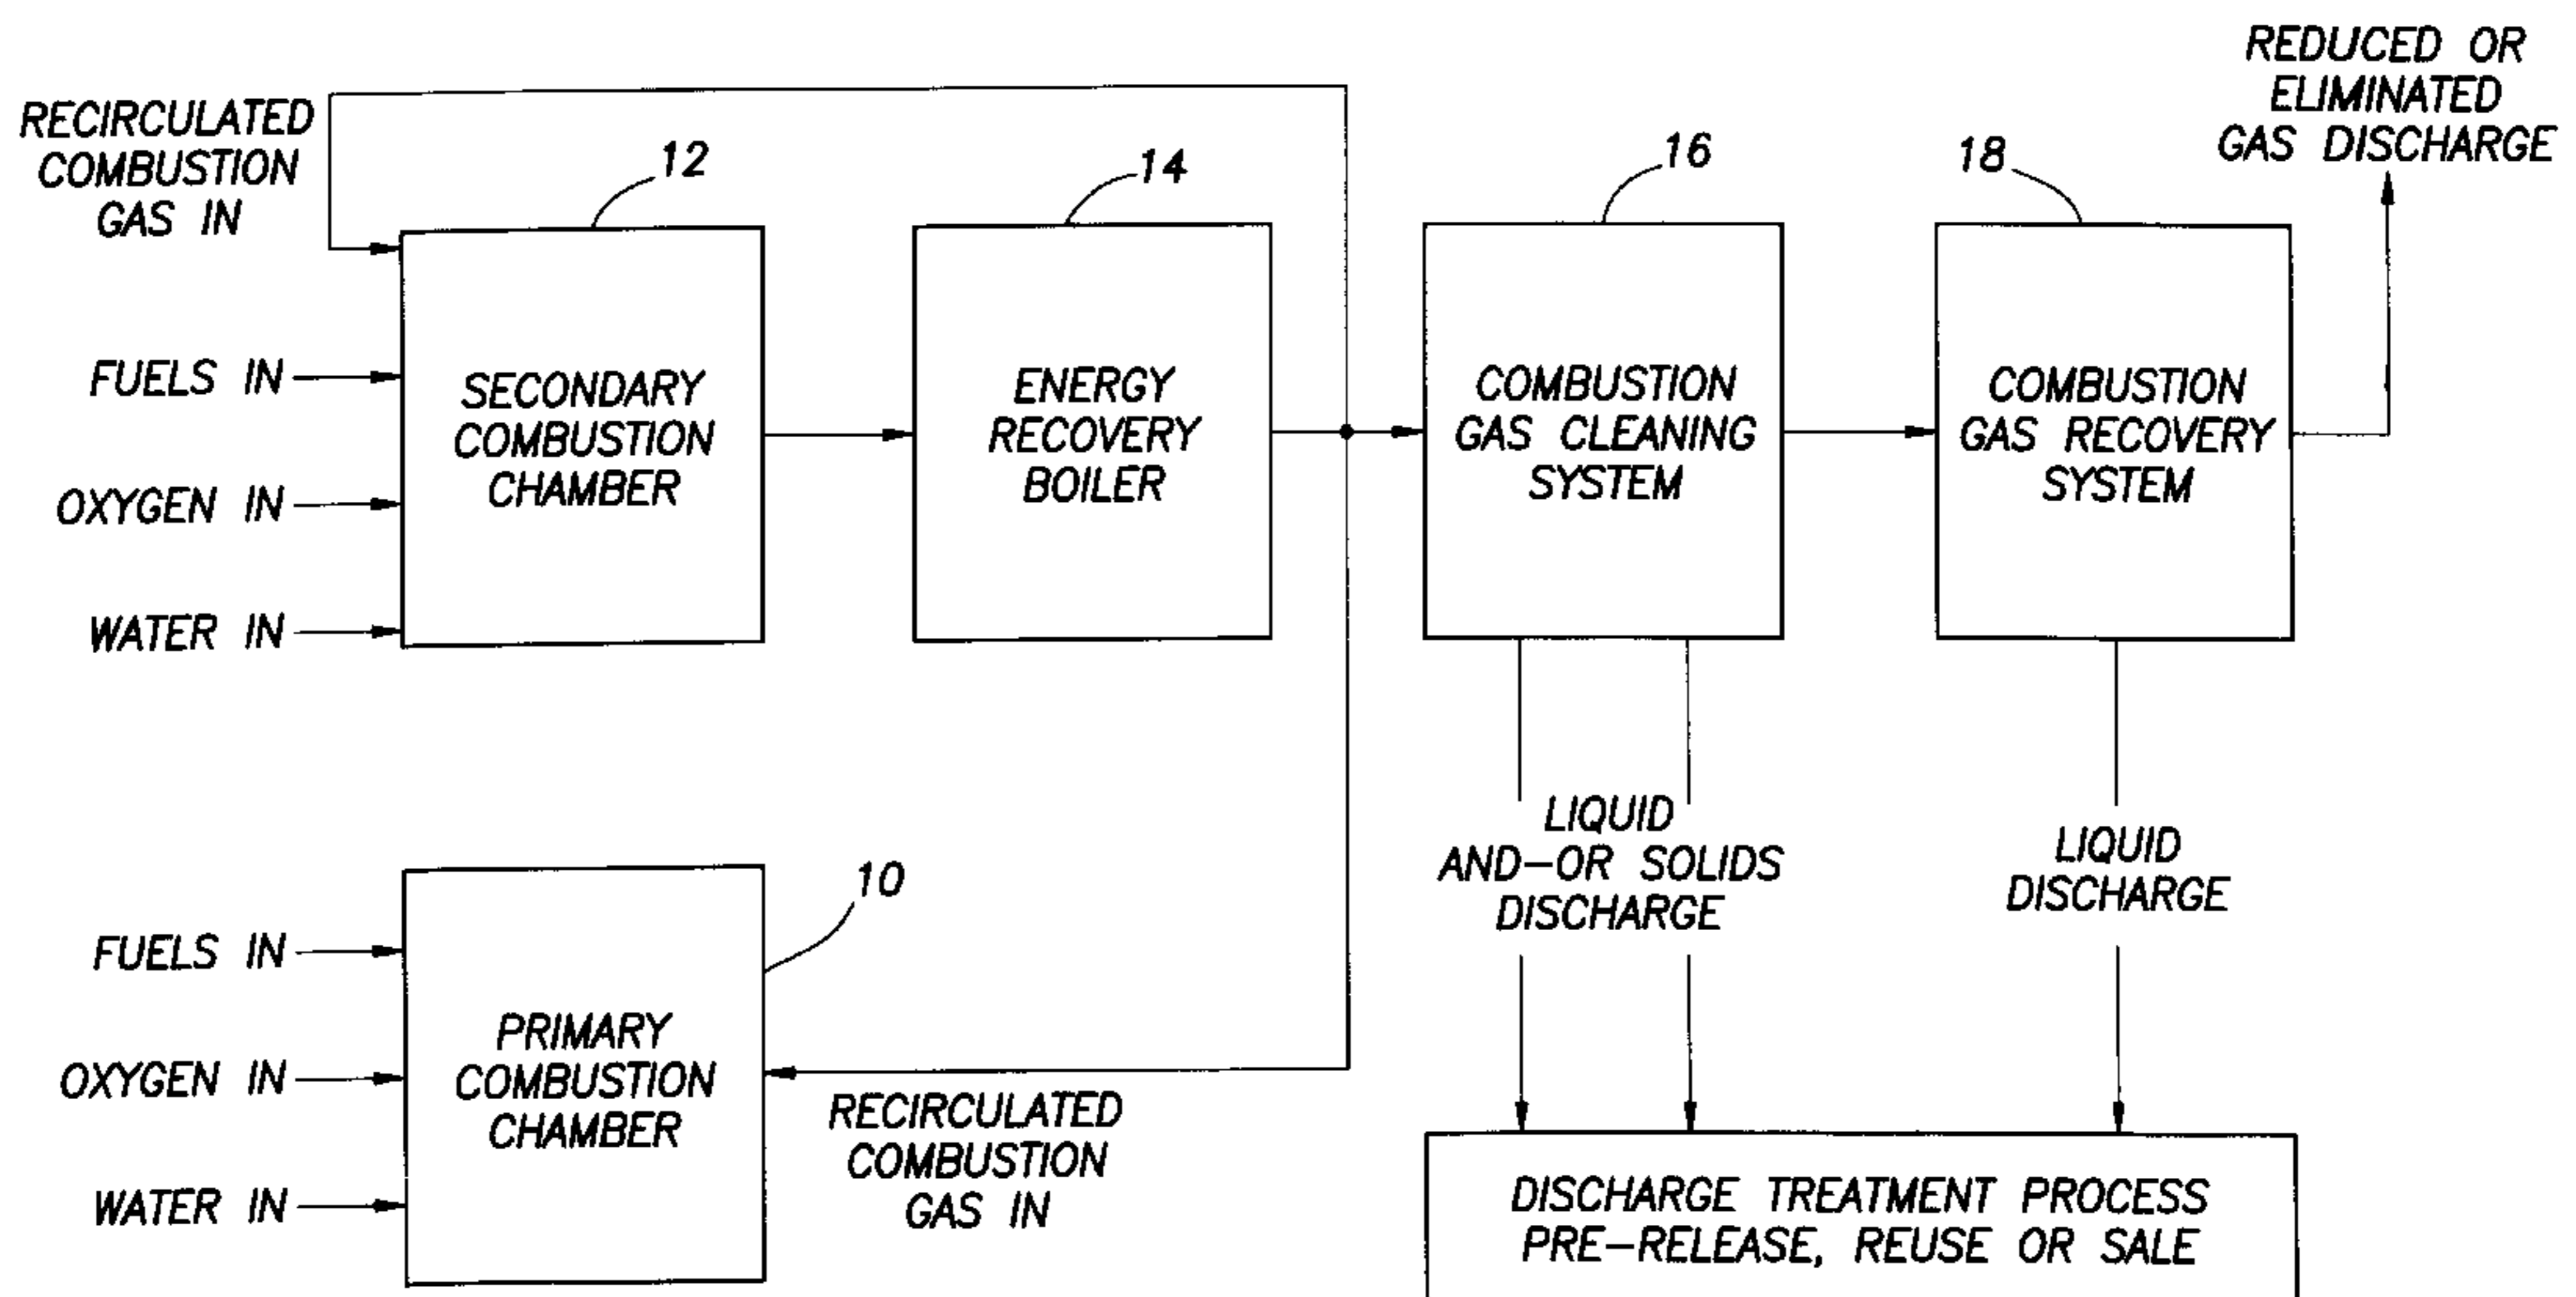 REDUCED OR
ELIMINATED
GAS DISCHARGE
RECIRCULATED
COMBUSTION
GAS IN
12
14
16
18
FUELS IN
OXYGEN IN
WATER IN
SECONDARY
COMBUSTION
CHAMBER
ENERGY
RECOVERY
BOILER
COMBUSTION
GAS CLEANING
SYSTEM
COMBUSTION
GAS RECOVERY
SYSTEM
LIQUID
AND-OR SOLIDS
DISCHARGE
LIQUID
DISCHARGE
10
FUELS IN
OXYGEN IN
WATER IN
PRIMARY
COMBUSTION
CHAMBER
RECIRCULATED
COMBUSTION
GAS IN
DISCHARGE TREATMENT PROCESS
PRE-RELEASE, REUSE OR SALE